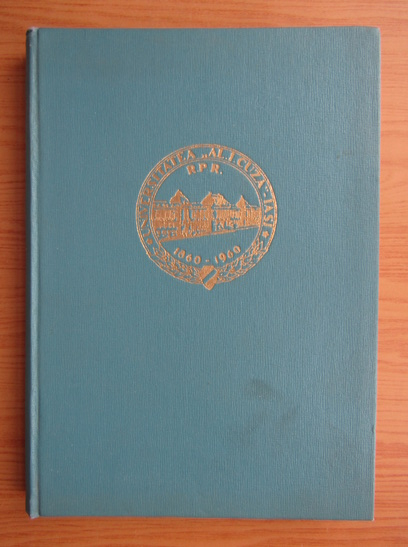 UNIVERSITATEA „AL. I. CUZA”-IAȘI
R.P.R.
1860-1960